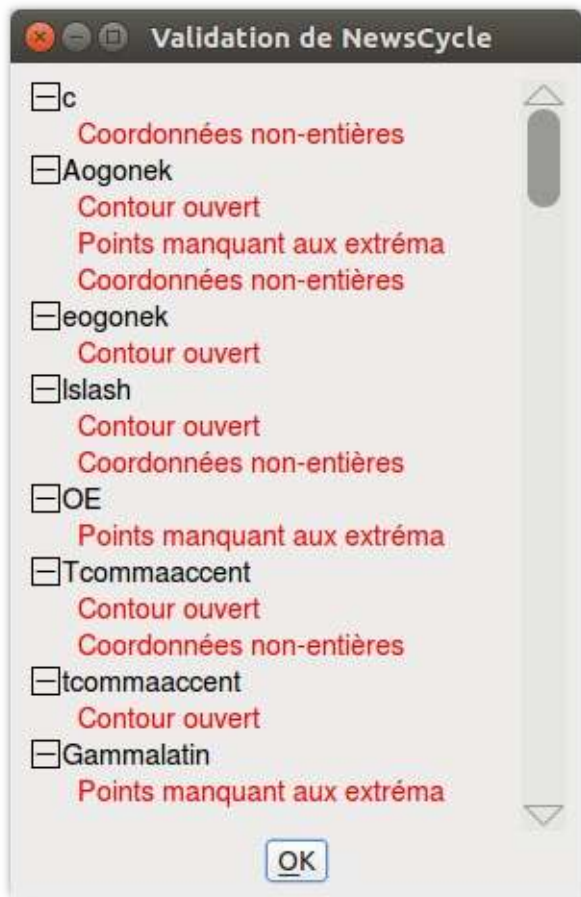 Validation de NewsCycle
c
Coordonnées non-entières
Aogonek
Contour ouvert
Points manquant aux extréma
Coordonnées non-entières
eogonek
Contour ouvert
lslash
Contour ouvert
Coordonnées non-entières
OE
Points manquant aux extréma
Tcommaaccent
Contour ouvert
Coordonnées non-entières
tcommaaccent
Contour ouvert
Gammalatin
Points manquant aux extréma
OK